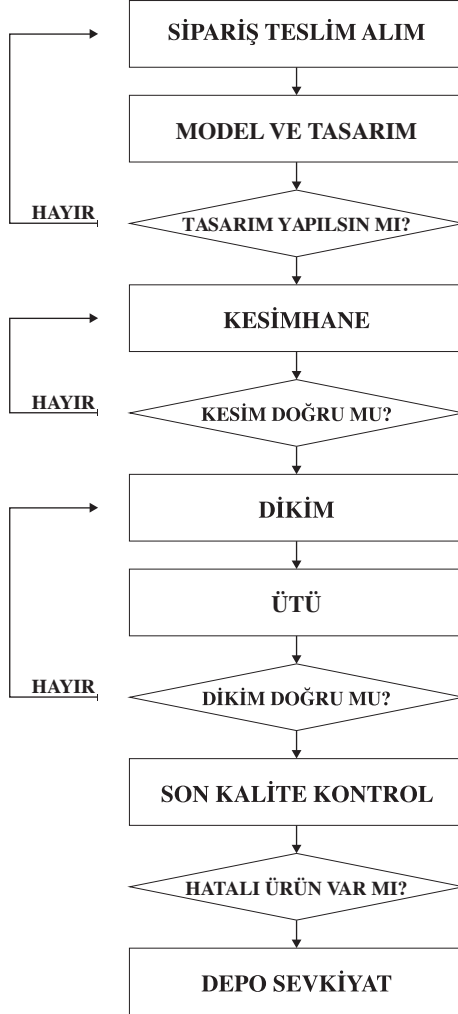 SİPARİŞ TESLİM ALIM
MODEL VE TASARIM
HAYIR
TASARIM YAPILSIN MI?
KESİMHANE
HAYIR
KESİM DOĞRU MU?
DİKİM
ÜTÜ
HAYIR
DİKİM DOĞRU MU?
SON KALİTE KONTROL
HATALI ÜRÜN VAR MI?
DEPO SEVKİYAT